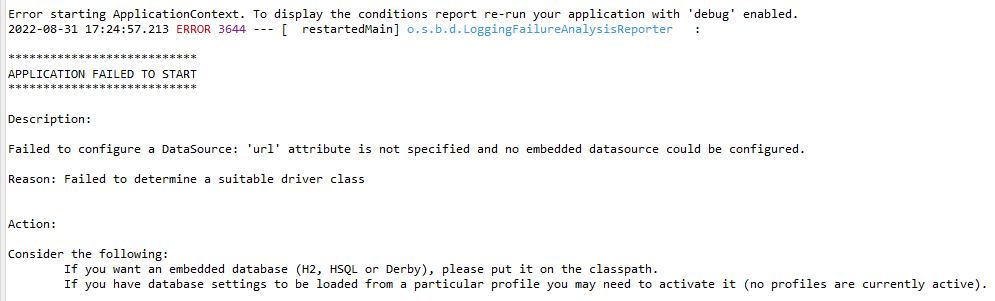 Error starting ApplicationContext. To display the conditions report re-run your application with 'debug' enabled.
2022-08-31 17:24:57.213 ERROR 3644 --- [  restartedMain] o.s.b.d.LoggingFailureAnalysisReporter   :
***************************
APPLICATION FAILED TO START
***************************
Description:
Failed to configure a DataSource: 'url' attribute is not specified and no embedded datasource could be configured.
Reason: Failed to determine a suitable driver class
Action:
Consider the following:
If you want an embedded database (H2, HSQL or Derby), please put it on the classpath.
If you have database settings to be loaded from a particular profile you may need to activate it (no profiles are currently active).